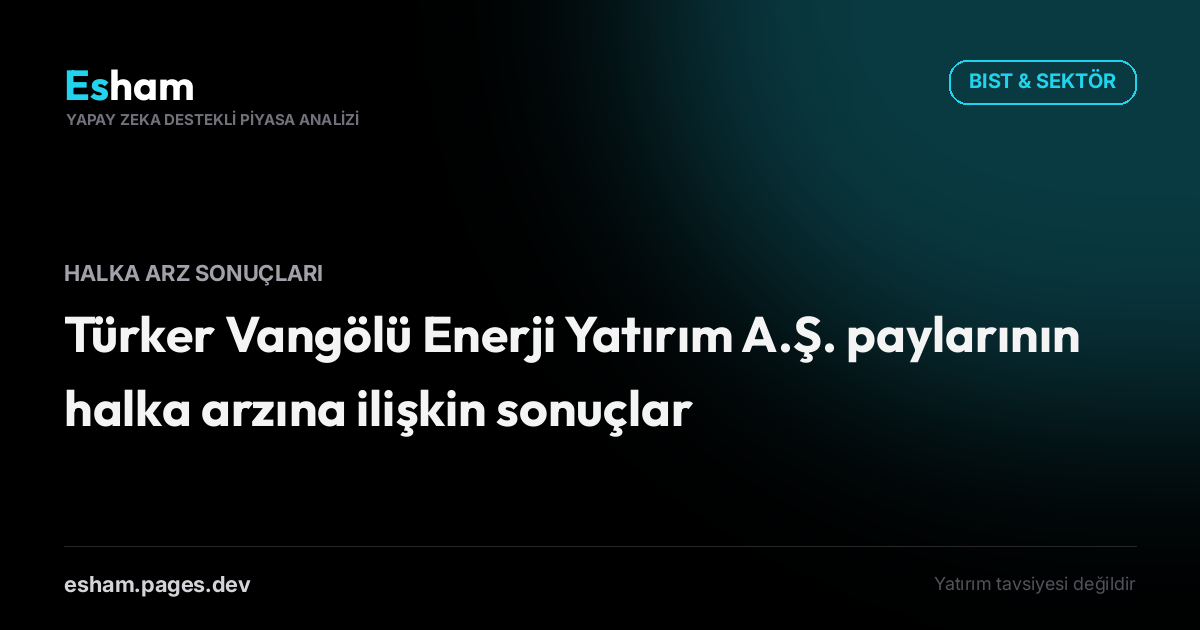 Esham
YAPAY ZEKA DESTEKLİ PİYASA ANALİZİ
BIST & SEKTÖR
HALKA ARZ SONUÇLARI
Türker Vangölü Enerji Yatırım A.Ş. paylarının
halka arzına ilişkin sonuçlar
esham.pages.dev
Yatırım tavsiyesi değildir